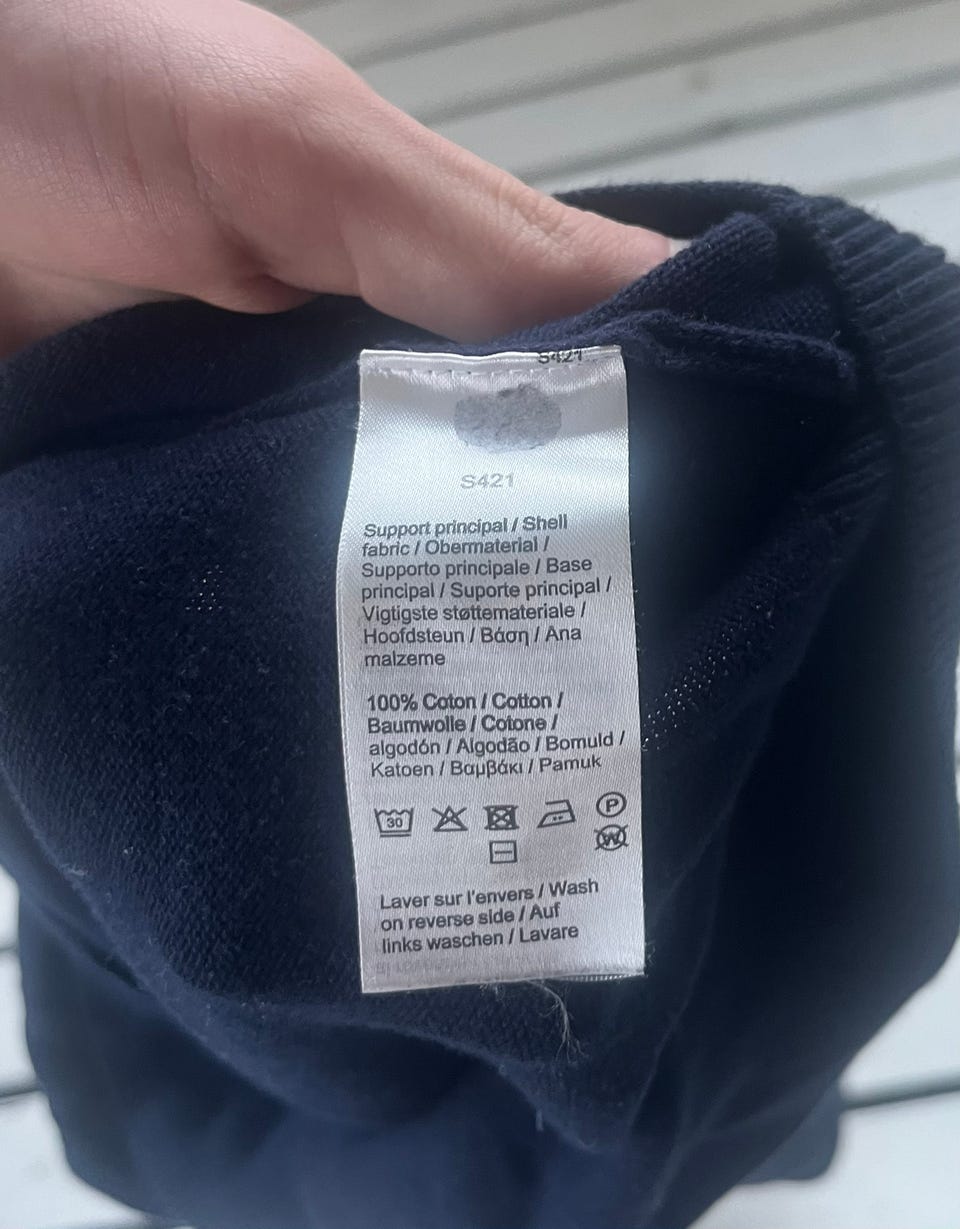 S421
S421
Support principal / Shell
fabric / Obermaterial /
Supporto principale / Base
principal / Suporte principal /
Vigtigste støttemateriale /
Hoofdsteun / Βάση / Ana
malzeme
100% Coton / Cotton /
Baumwolle / Cotone /
algodón / Algodão / Bomuld /
Katoen / Βαμβάκι / Pamuk
30 P
W
Laver sur l'envers / Wash
on reverse side / Auf
links waschen / Lavare